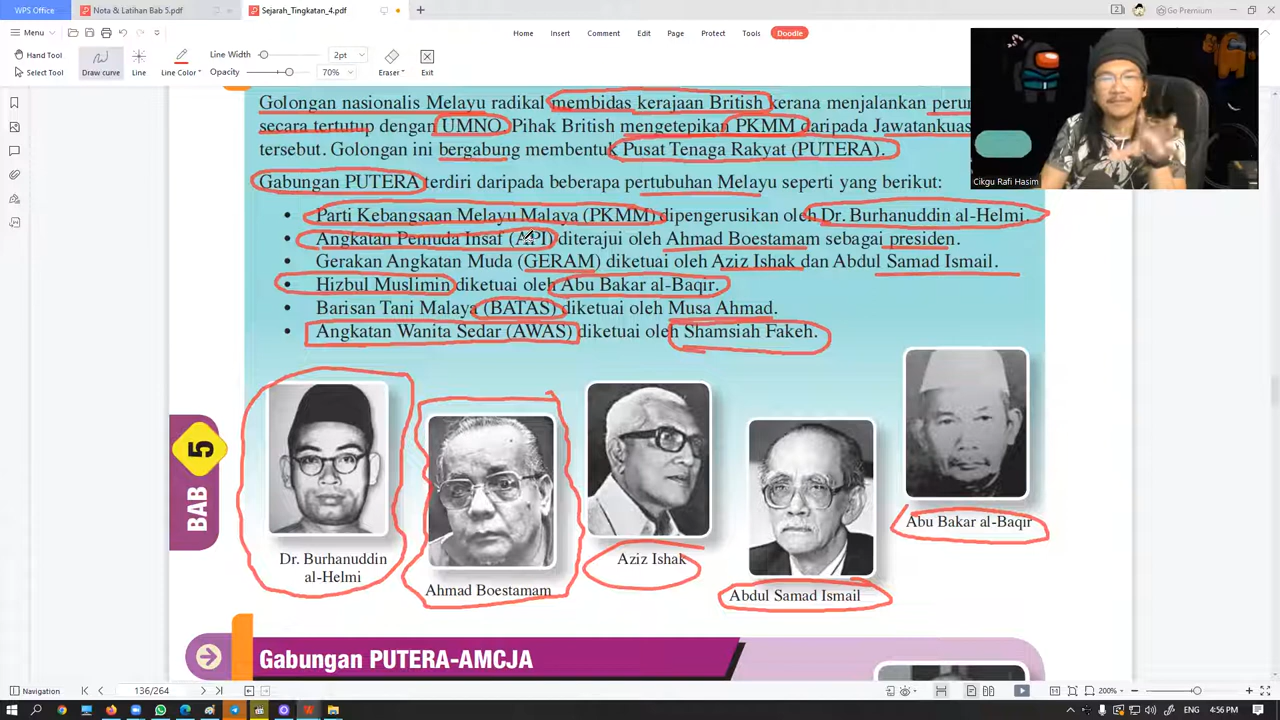 WPS Office
Nota & Latihan Bab 5.pdf
Sejarah_Tingkatan_4.pdf
Go Premium
Menu
Home
Insert
Comment
Edit
Page
Protect
Tools
Doodle
Hand Tool
Select Tool
Draw curve
Line
Line Color
Line Width
2pt
Opacity
70%
Eraser
Exit
Golongan nasionalis Melayu radikal membidas kerajaan British kerana menjalankan
secara tertutup dengan UMNO. Pihak British mengetepikan PKMM daripada
tersebut. Golongan ini bergabung membentuk Pusat Tenaga Rakyat (PUTERA).
Gabungan PUTERA terdiri daripada beberapa pertubuhan Melayu seperti yang berikut:
• Parti Kebangsaan Melayu Malaya (PKMM) dipengerusikan oleh Dr. Burhanuddin al-Helmi.
• Angkatan Pemuda Insaf (API) diterajui oleh Ahmad Boestamam sebagai presiden.
• Gerakan Angkatan Muda (GERAM) diketuai oleh Aziz Ishak dan Abdul Samad Ismail.
• Hizbul Muslimin diketuai oleh Abu Bakar al-Baqir.
• Barisan Tani Malaya (BATAS) diketuai oleh Musa Ahmad.
• Angkatan Wanita Sedar (AWAS) diketuai oleh Shamsiah Fakeh.
Cikgu Rafi Hasim
BAB 5
Dr. Burhanuddin
al-Helmi
Ahmad Boestamam
Aziz Ishak
Abdul Samad Ismail
Abu Bakar al-Baqir
Gabungan PUTERA-AMCJA
Navigation
136/264
200%
4:56 PM